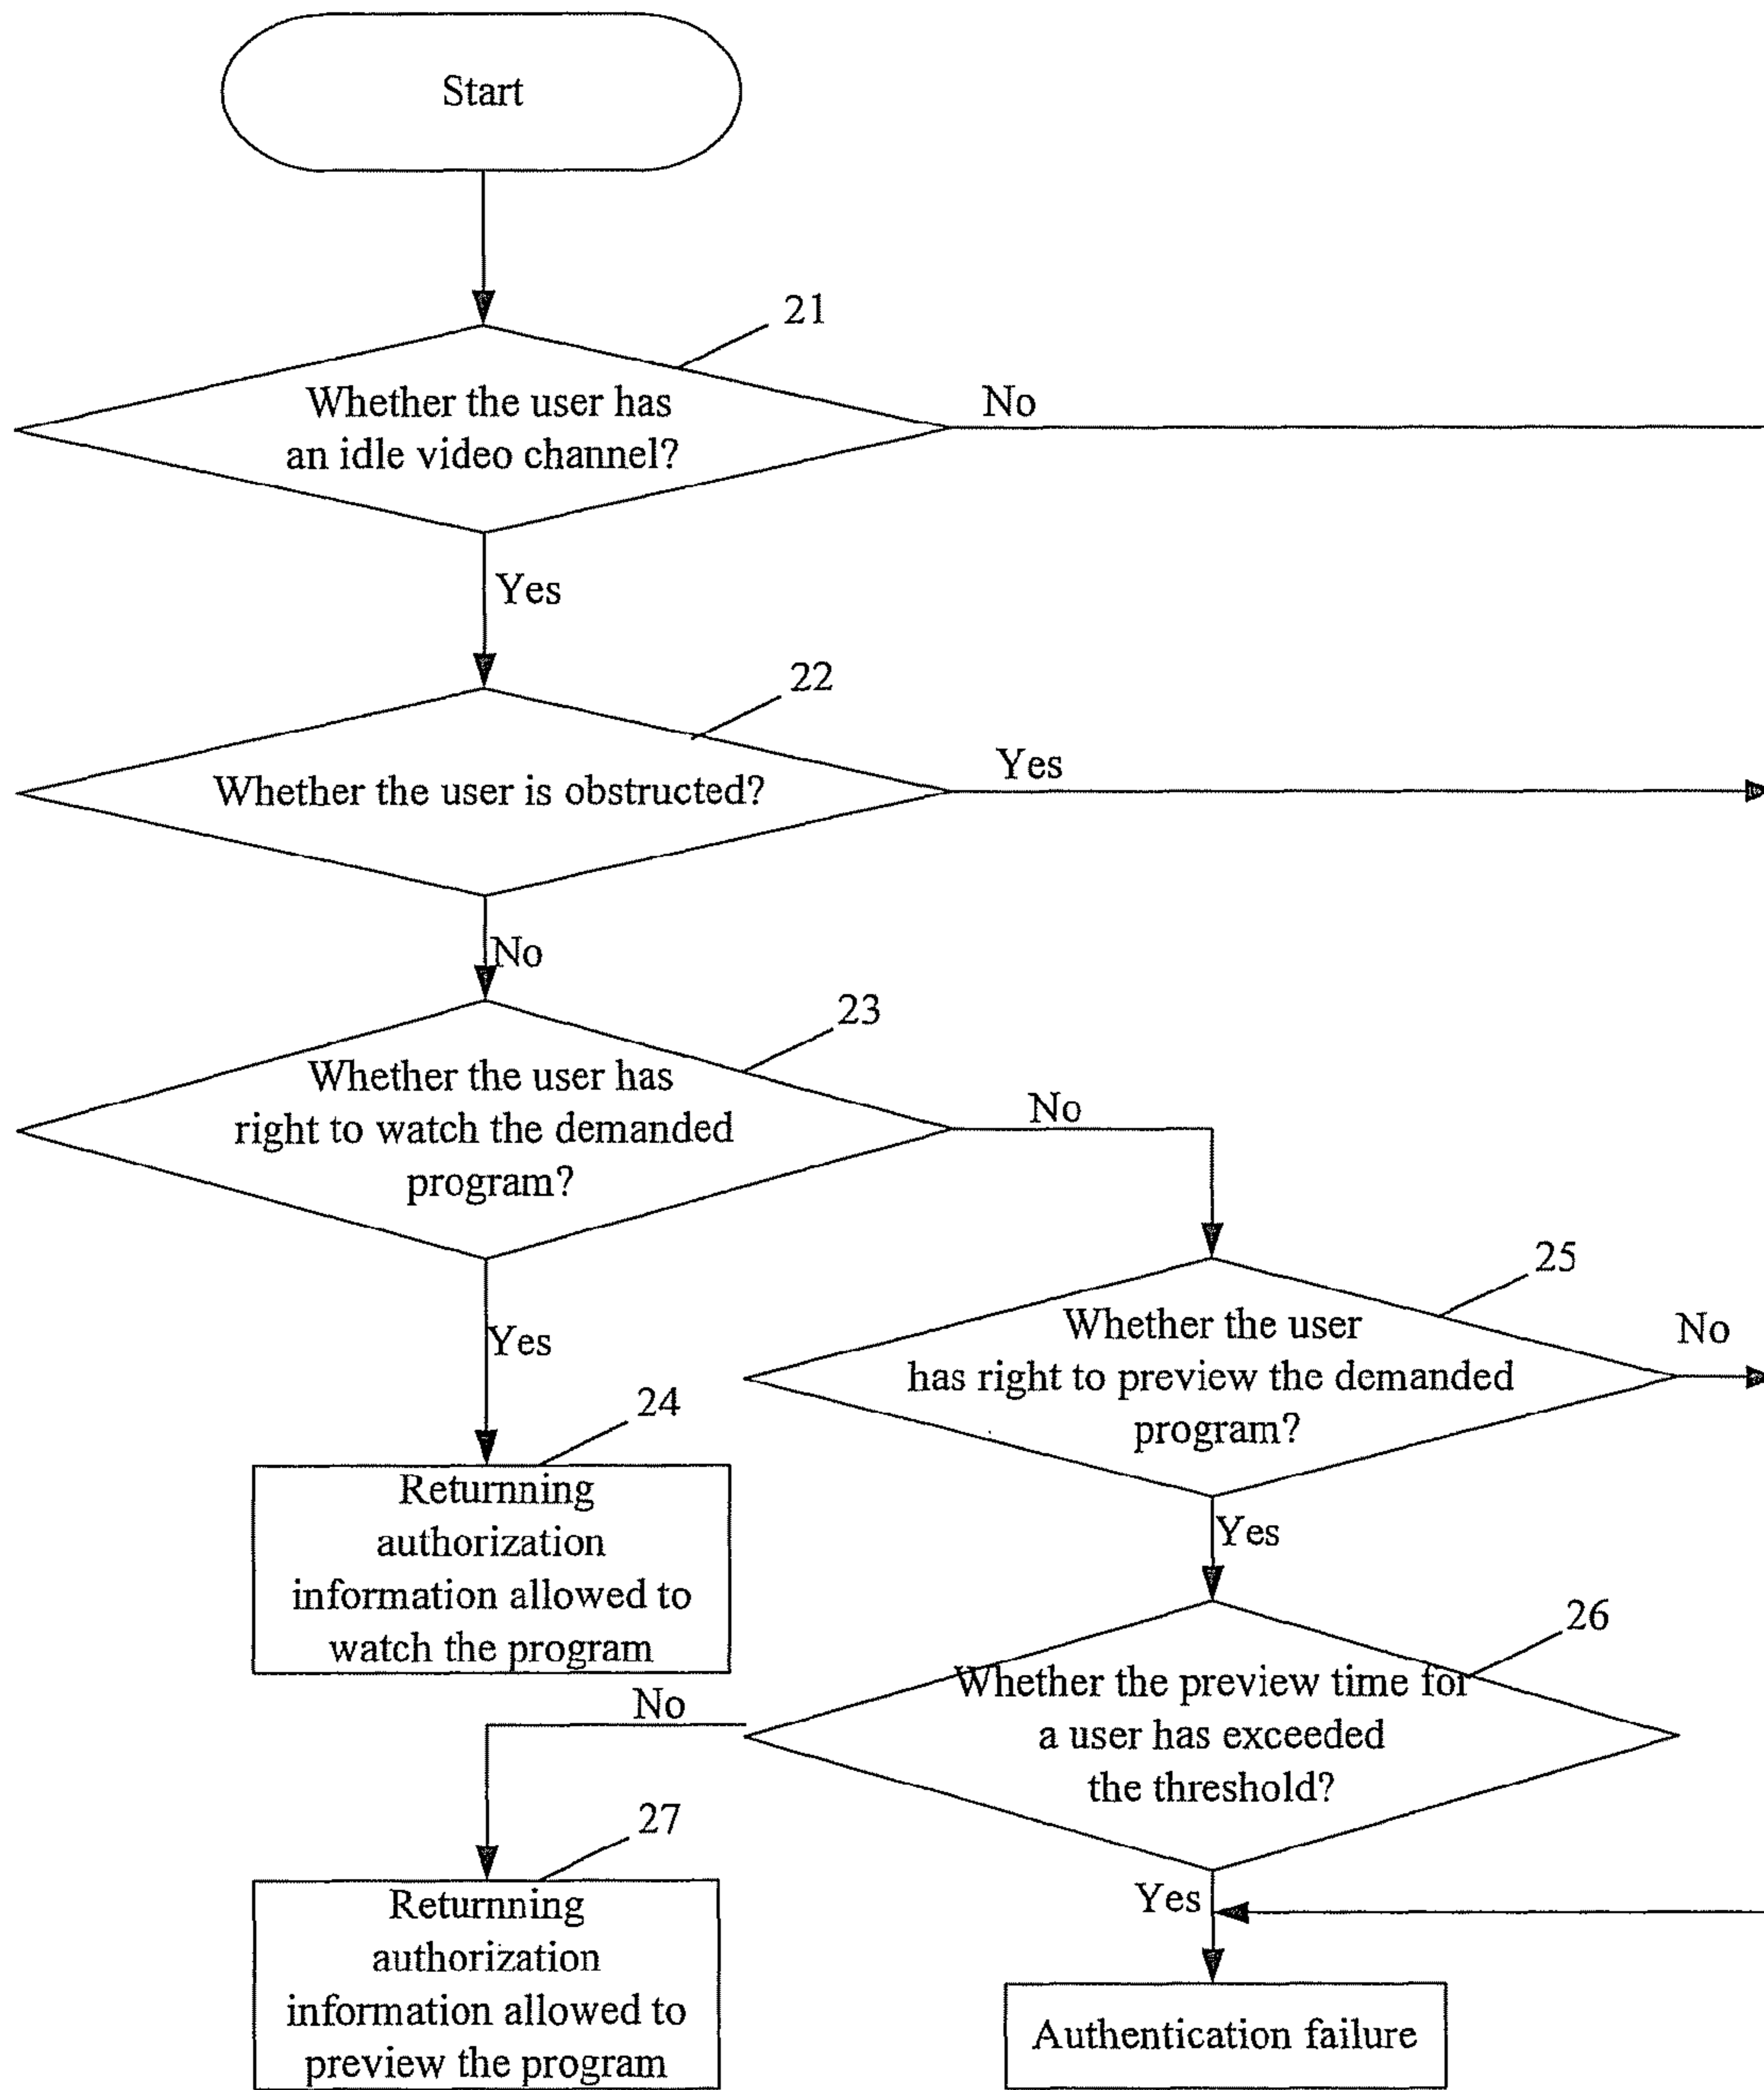 Start
21
Whether the user has
an idle video channel?
No
Yes
22
Whether the user is obstructed?
Yes
No
23
Whether the user has
right to watch the demanded
program?
No
Yes
25
Whether the user
has right to preview the demanded
program?
No
Yes
24
Returnning
authorization
information allowed to
watch the program
26
Whether the preview time for
a user has exceeded
the threshold?
No
Yes
27
Returnning
authorization
information allowed to
preview the program
Authentication failure